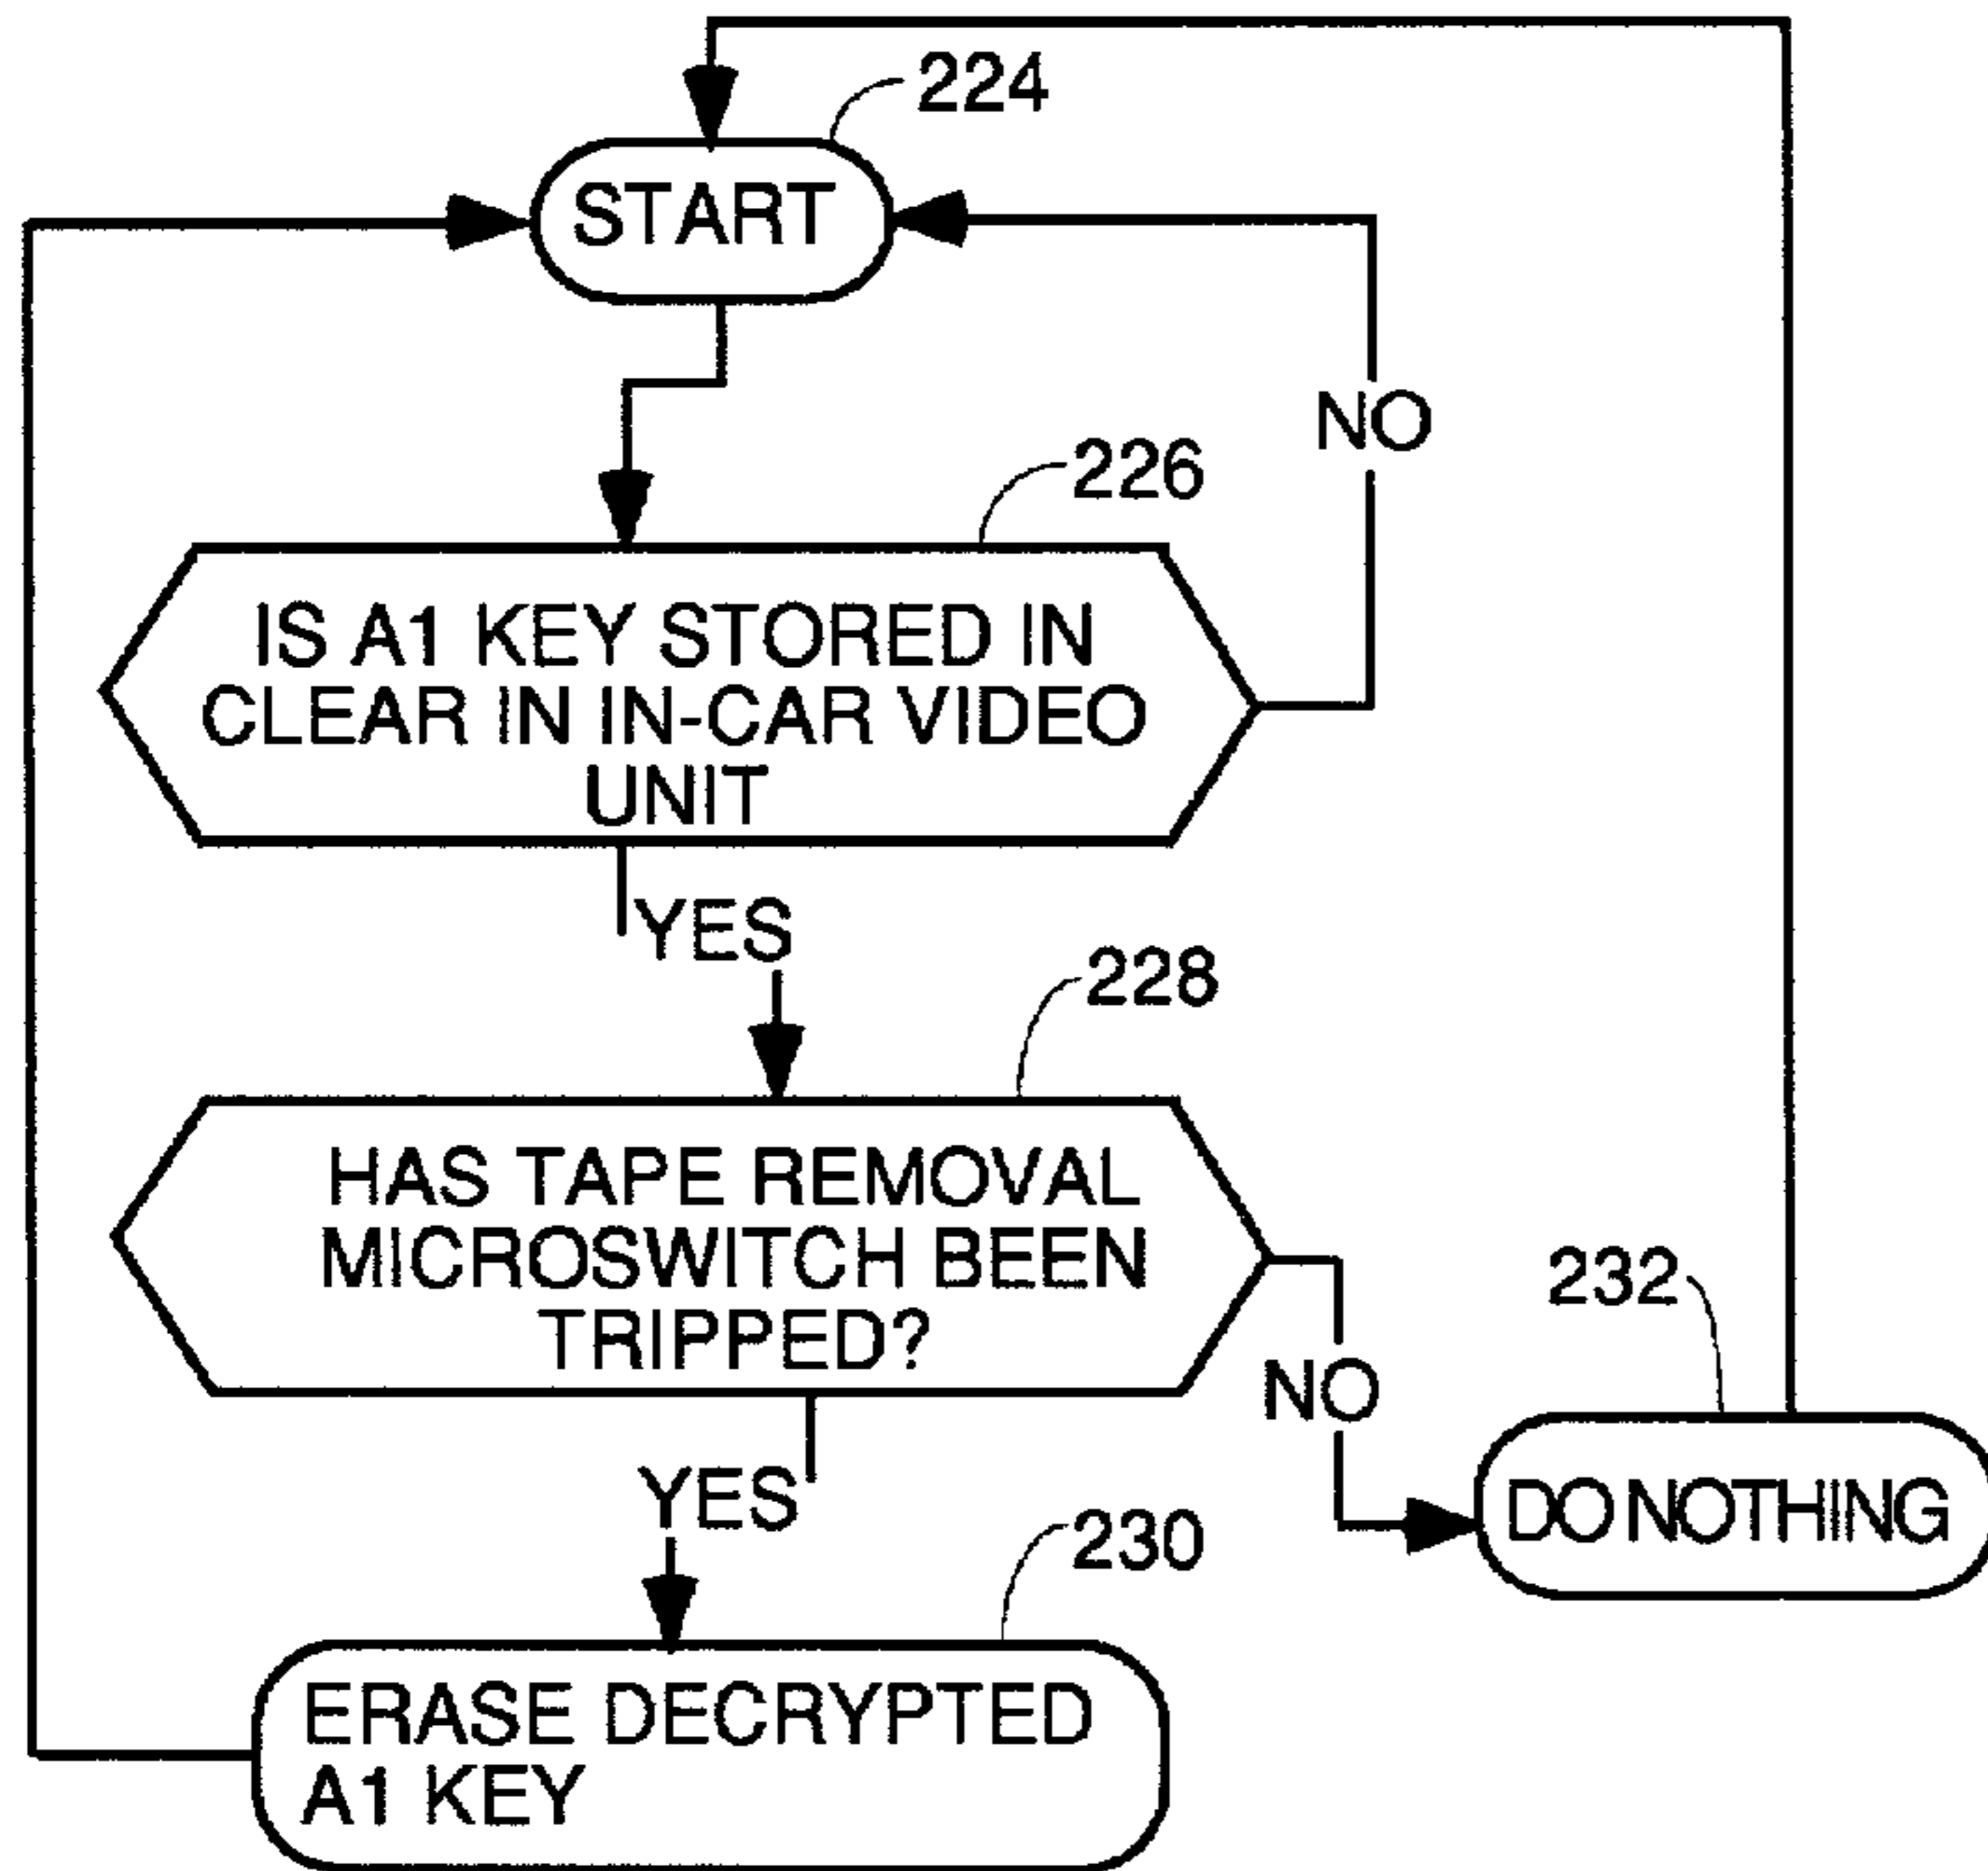 224
START
NO
226
IS A1 KEY STORED IN
CLEAR IN IN-CAR VIDEO
UNIT
YES
228
HAS TAPE REMOVAL
MICROSWITCH BEEN
TRIPPED?
232
NO
DO NOTHING
YES
230
ERASE DECRYPTED
A1 KEY